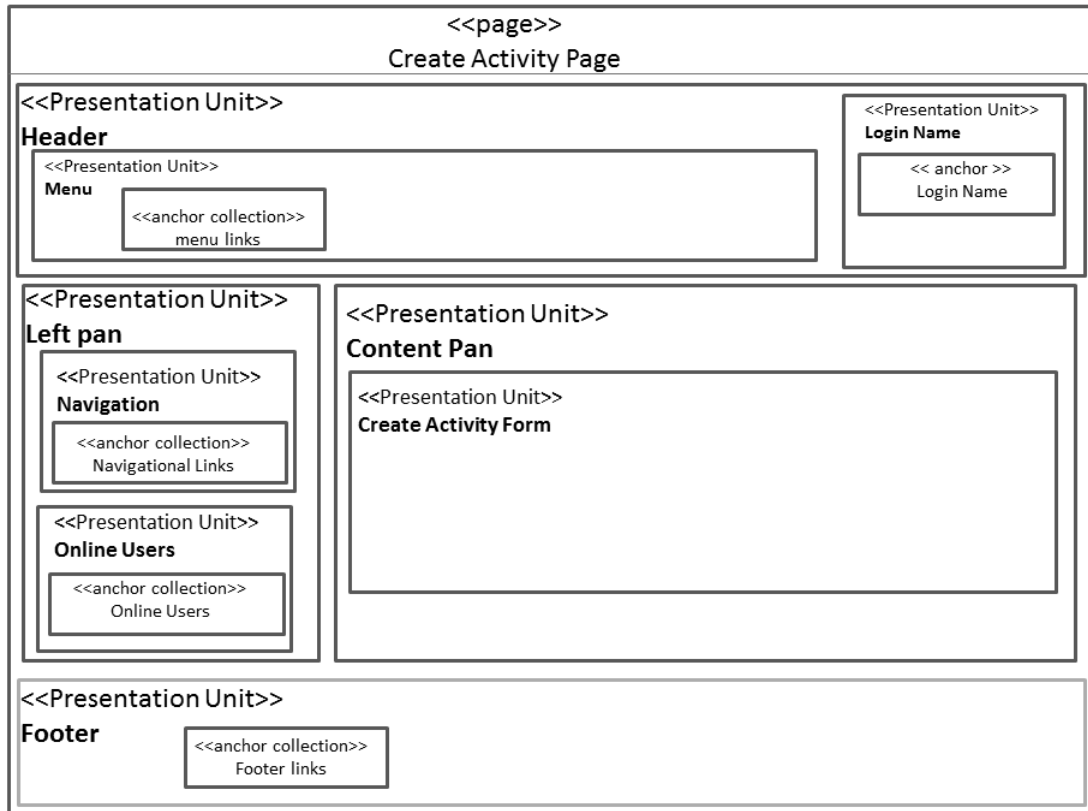 <<page>>
Create Activity Page
<<Presentation Unit>>
Header
<<Presentation Unit>>
Menu
<<anchor collection>>
menu links
<<Presentation Unit>>
Login Name
<< anchor >>
Login Name
<<Presentation Unit>>
Left pan
<<Presentation Unit>>
Navigation
<<anchor collection>>
Navigational Links
<<Presentation Unit>>
Online Users
<<anchor collection>>
Online Users
<<Presentation Unit>>
Content Pan
<<Presentation Unit>>
Create Activity Form
<<Presentation Unit>>
Footer
<<anchor collection>>
Footer links